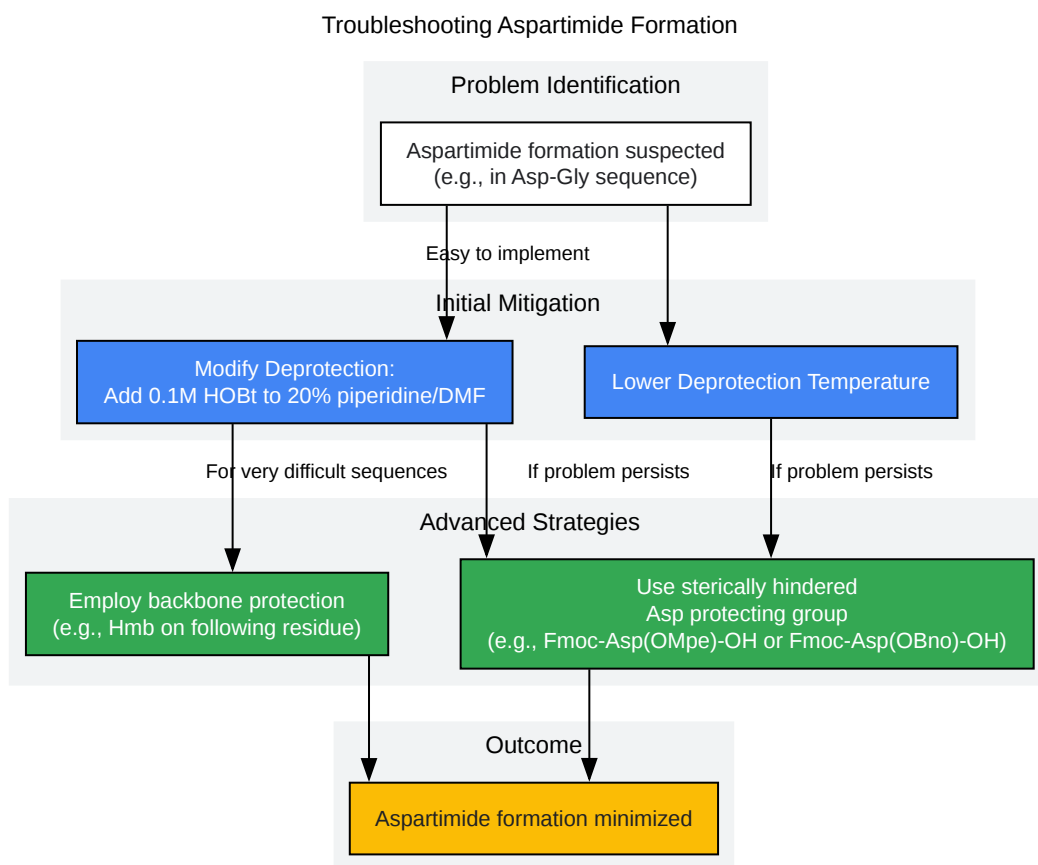 Troubleshooting Aspartimide Formation
Problem Identification
Aspartimide formation suspected
(e.g., in Asp-Gly sequence)
Easy to implement
Initial Mitigation
Modify Deprotection:
Add 0.1M HOBt to 20% piperidine/DMF
Lower Deprotection Temperature
For very difficult sequences
If problem persists
If problem persists
Advanced Strategies
Employ backbone protection
(e.g., Hmb on following residue)
Use sterically hindered
Asp protecting group
(e.g., Fmoc-Asp(OMpe)-OH or Fmoc-Asp(OBno)-OH)
Outcome
Aspartimide formation minimized